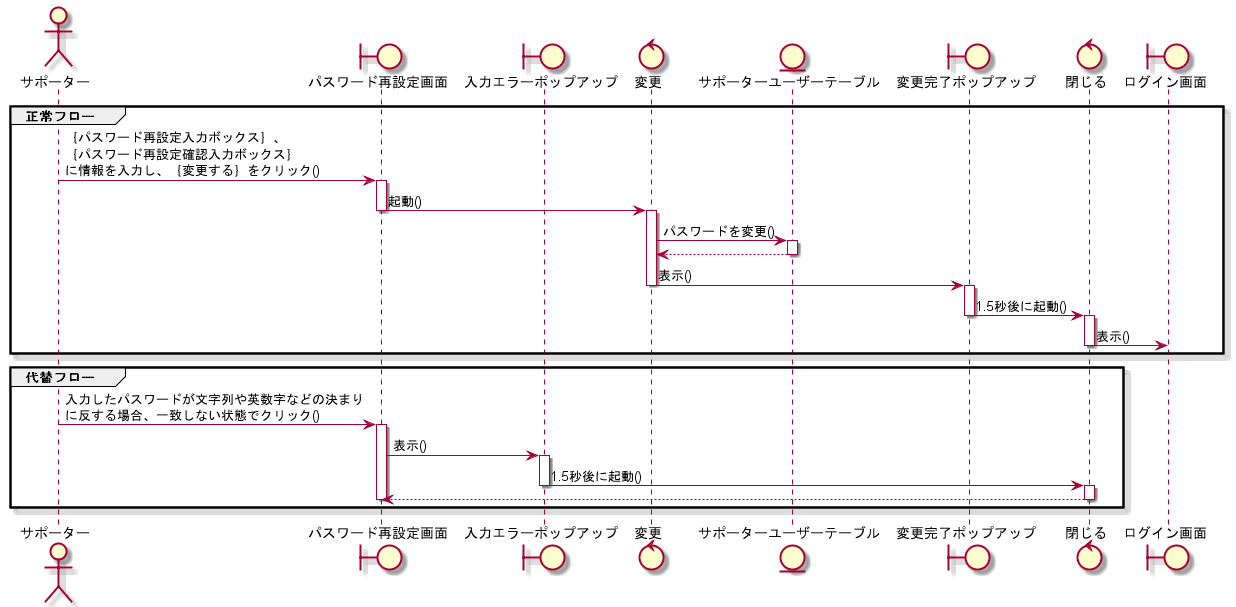 サポーター
パスワード再設定画面
入力エラーポップアップ
変更
サポーターユーザーテーブル
変更完了ポップアップ
閉じる
ログイン画面
正常フロー
｛パスワード再設定入力ボックス｝、
｛パスワード再設定確認入力ボックス｝
に情報を入力し、｛変更する｝をクリック()
起動()
パスワードを変更()
表示()
1.5秒後に起動()
表示()
代替フロー
入力したパスワードが文字列や英数字などの決まり
に反する場合、一致しない状態でクリック()
表示()
1.5秒後に起動()
サポーター
パスワード再設定画面
入力エラーポップアップ
変更
サポーターユーザーテーブル
変更完了ポップアップ
閉じる
ログイン画面